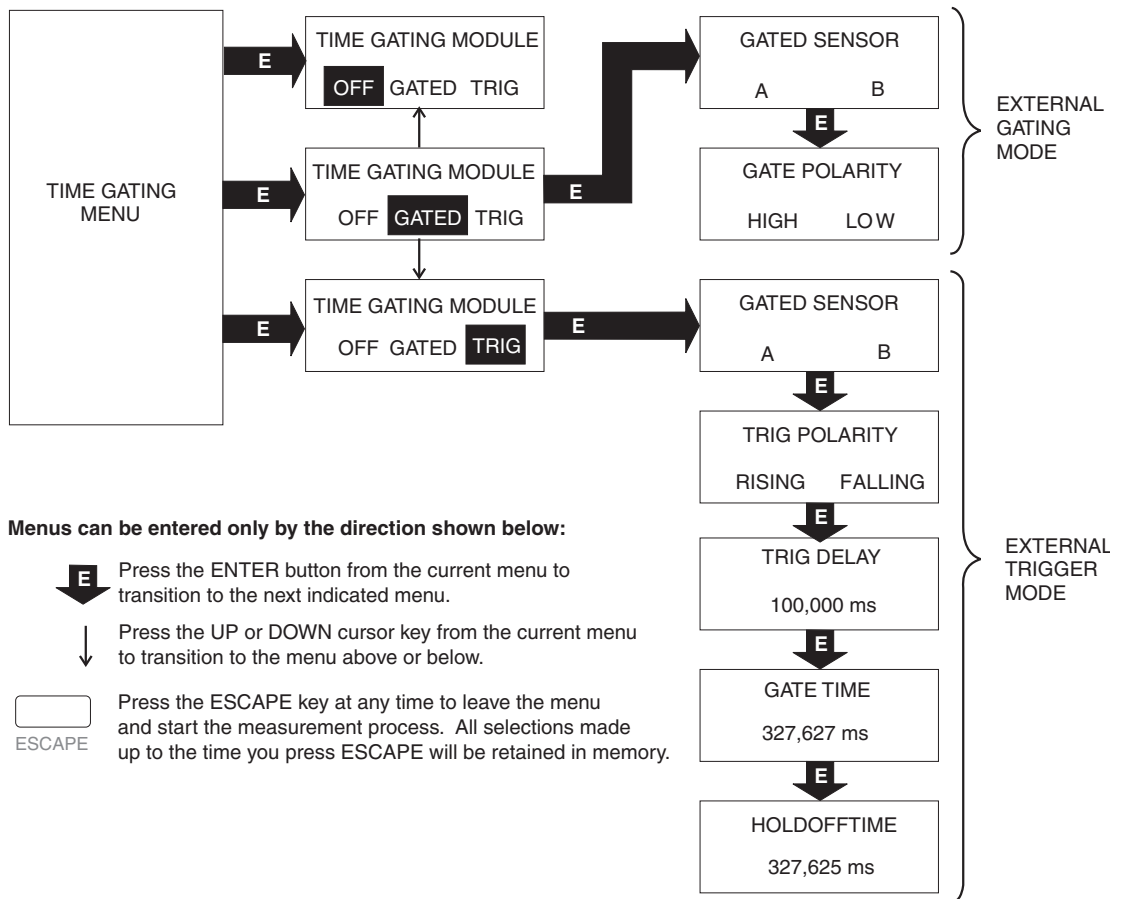 TIME GATING
MENU
E
TIME GATING MODULE
OFF GATED TRIG
E
TIME GATING MODULE
OFF GATED TRIG
E
TIME GATING MODULE
OFF GATED TRIG
E
GATED SENSOR
A B
E
GATE POLARITY
HIGH LOW
EXTERNAL
GATING
MODE
E
GATED SENSOR
A B
E
TRIG POLARITY
RISING FALLING
E
TRIG DELAY
100,000 ms
E
GATE TIME
327,627 ms
E
HOLDOFFTIME
327,625 ms
EXTERNAL
TRIGGER
MODE
Menus can be entered only by the direction shown below:
E
Press the ENTER button from the current menu to
transition to the next indicated menu.
Press the UP or DOWN cursor key from the current menu
to transition to the menu above or below.
ESCAPE
Press the ESCAPE key at any time to leave the menu
and start the measurement process. All selections made
up to the time you press ESCAPE will be retained in memory.